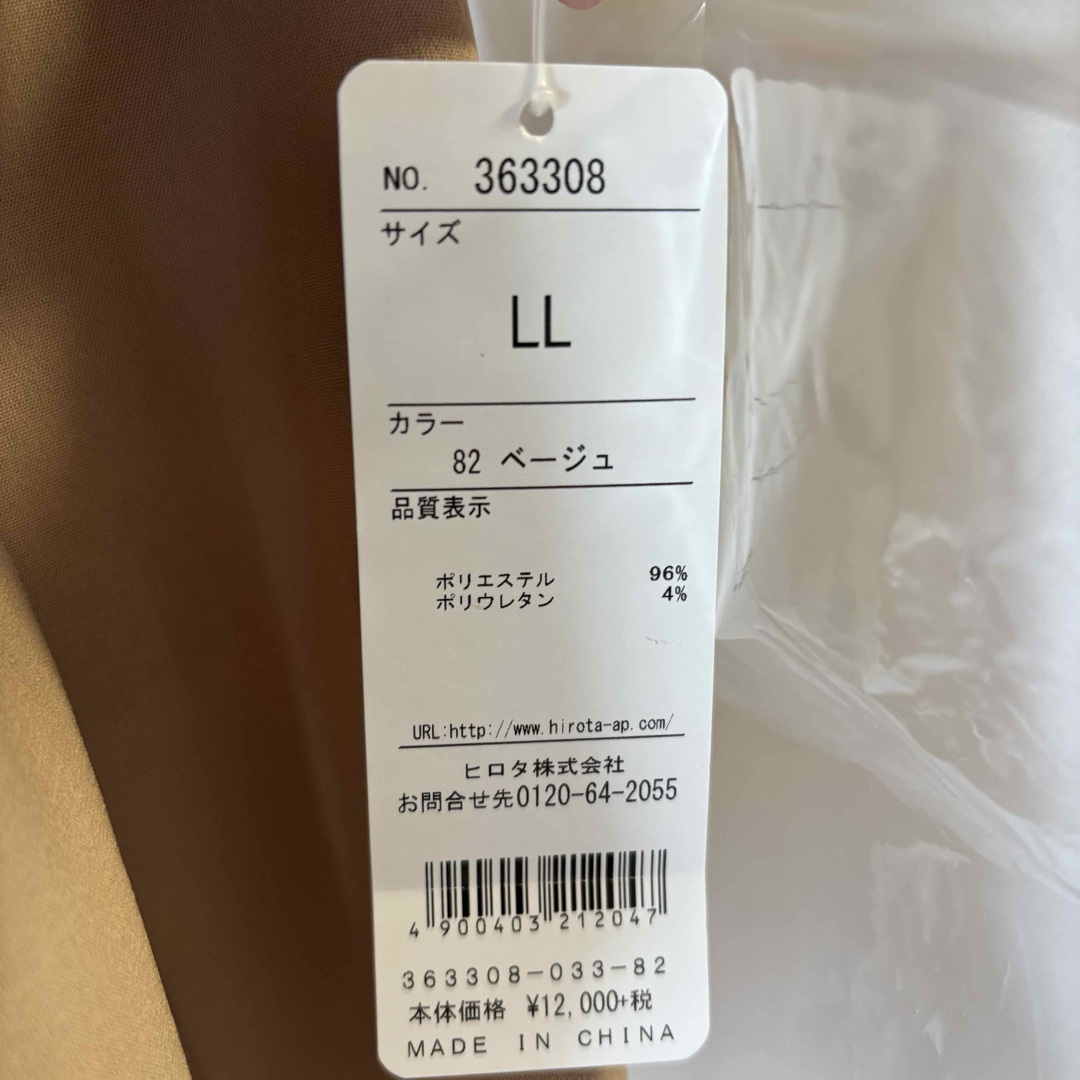 NO. 363308
サイズ
LL
カラー
82 ベージュ
品質表示
ポリエステル 96%
ポリウレタン 4%
URL:http://www.hirota-ap.com/
ヒロタ株式会社
お問合せ先0120-64-2055
4900403212047
363308-033-82
本体価格 ¥12,000+税
MADE IN CHINA